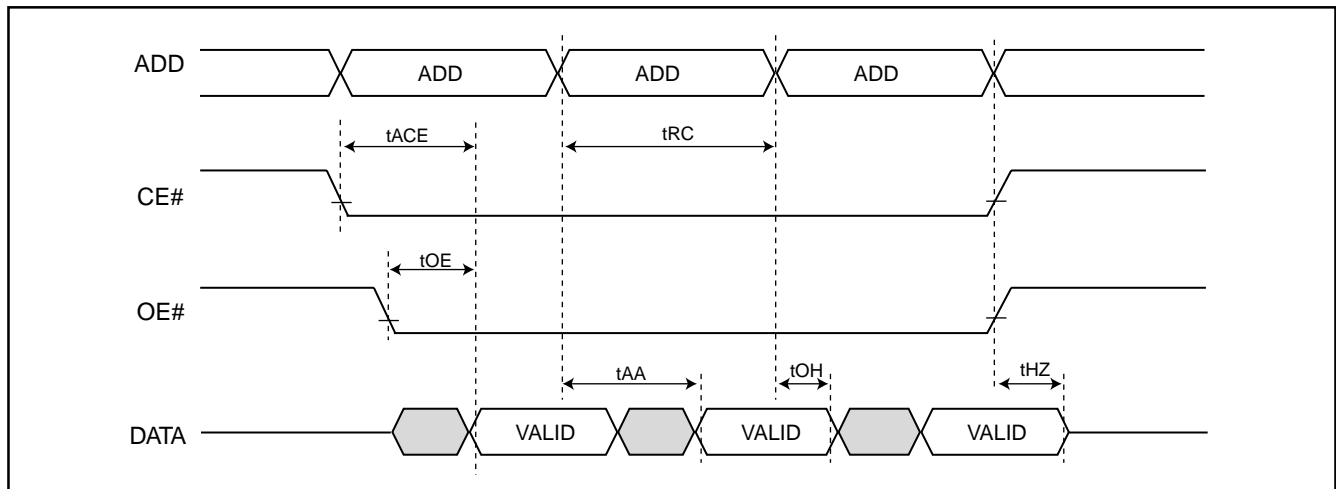 ADD
ADD
ADD
ADD
tACE
tRC
CE#
tOE
OE#
tAA
tOH
tHZ
DATA
VALID
VALID
VALID